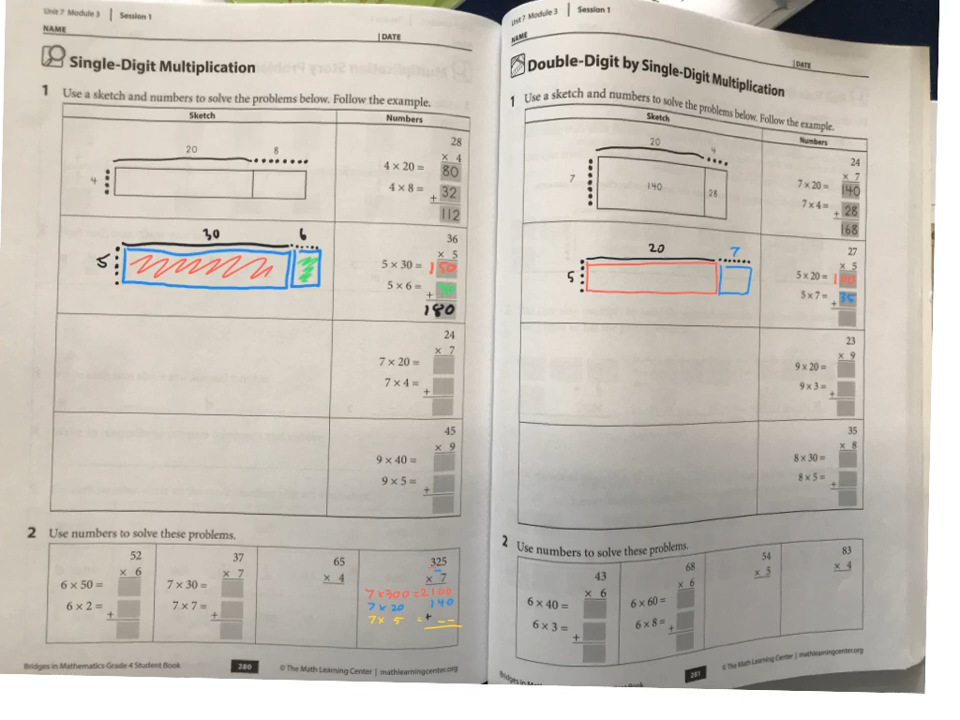 Unit 7 Module 3 | Session 1
NAME | DATE
Single-Digit Multiplication
1 Use a sketch and numbers to solve the problems below. Follow the example.
Sketch Numbers
20 8
4
28
x 4
4 x 20 = 80
4 x 8 = + 32
112
30 6
5
36
x 5
5 x 30 = 150
5 x 6 = + 30
180
24
x 7
7 x 20 =
7 x 4 = +
45
x 9
9 x 40 =
9 x 5 = +
2 Use numbers to solve these problems.
52
x 6
6 x 50 =
6 x 2 = +
37
x 7
7 x 30 =
7 x 7 = +
65
x 4
325
x 7
7 x 300 = 2100
7 x 20 140
7 x 5 = + --
Bridges in Mathematics Grade 4 Student Book 280 © The Math Learning Center | mathlearningcenter.org
Unit 7 Module 3 | Session 1
NAME | DATE
Double-Digit by Single-Digit Multiplication
1 Use a sketch and numbers to solve the problems below. Follow the example.
Sketch Numbers
20 4
7 140 28
24
x 7
7 x 20 = 140
7 x 4 = + 28
168
20 7
5
27
x 5
5 x 20 = 100
5 x 7 = + 35
23
x 9
9 x 20 =
9 x 3 = +
35
x 8
8 x 30 =
8 x 5 = +
2 Use numbers to solve these problems.
43
x 6
6 x 40 =
6 x 3 = +
68
x 6
6 x 60 =
6 x 8 = +
54
x 5
83
x 4
281 © The Math Learning Center | mathlearningcenter.org